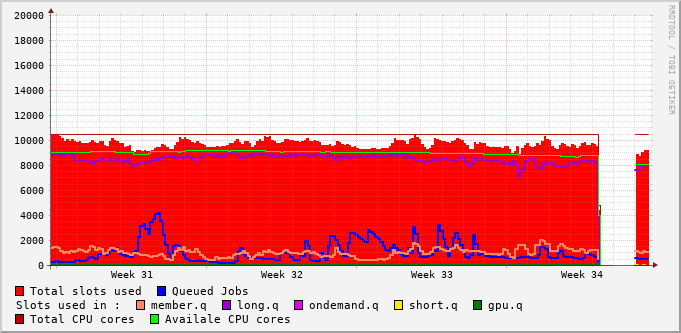 RRDTOOL / TOBI OETIKER
20000
18000
16000
14000
12000
10000
8000
6000
4000
2000
0
Week 31 Week 32 Week 33 Week 34
Total slots used Queued Jobs
Slots used in : member.q long.q ondemand.q short.q gpu.q
Total CPU cores Availale CPU cores